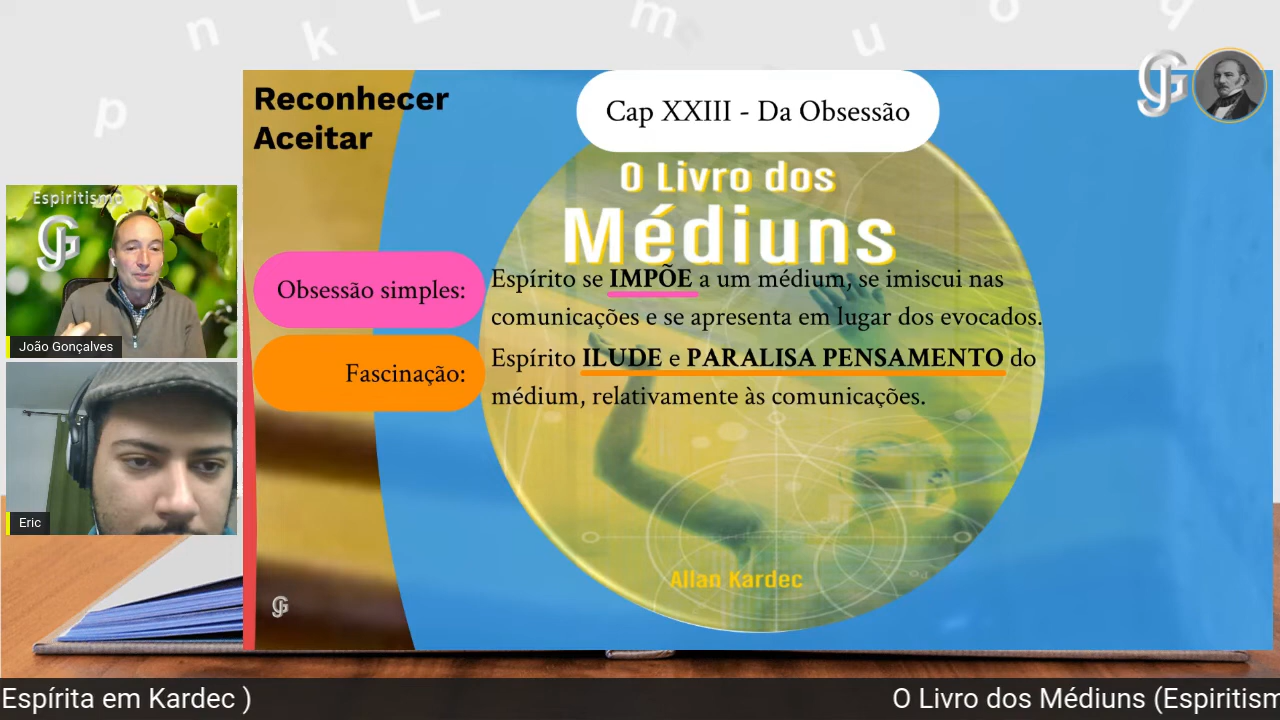 n
k
L
m
u
o
q
p
Reconhecer
Aceitar
Cap XXIII - Da Obsessão
O Livro dos
Médiuns
Espiritismo
GJ
João Gonçalves
Eric
Obsessão simples:
Espírito se IMPÕE a um médium, se imiscui nas
comunicações e se apresenta em lugar dos evocados.
Fascinação:
Espírito ILUDE e PARALISA PENSAMENTO do
médium, relativamente às comunicações.
Allan Kardec
Espírita em Kardec )
O Livro dos Médiuns (Espiritism